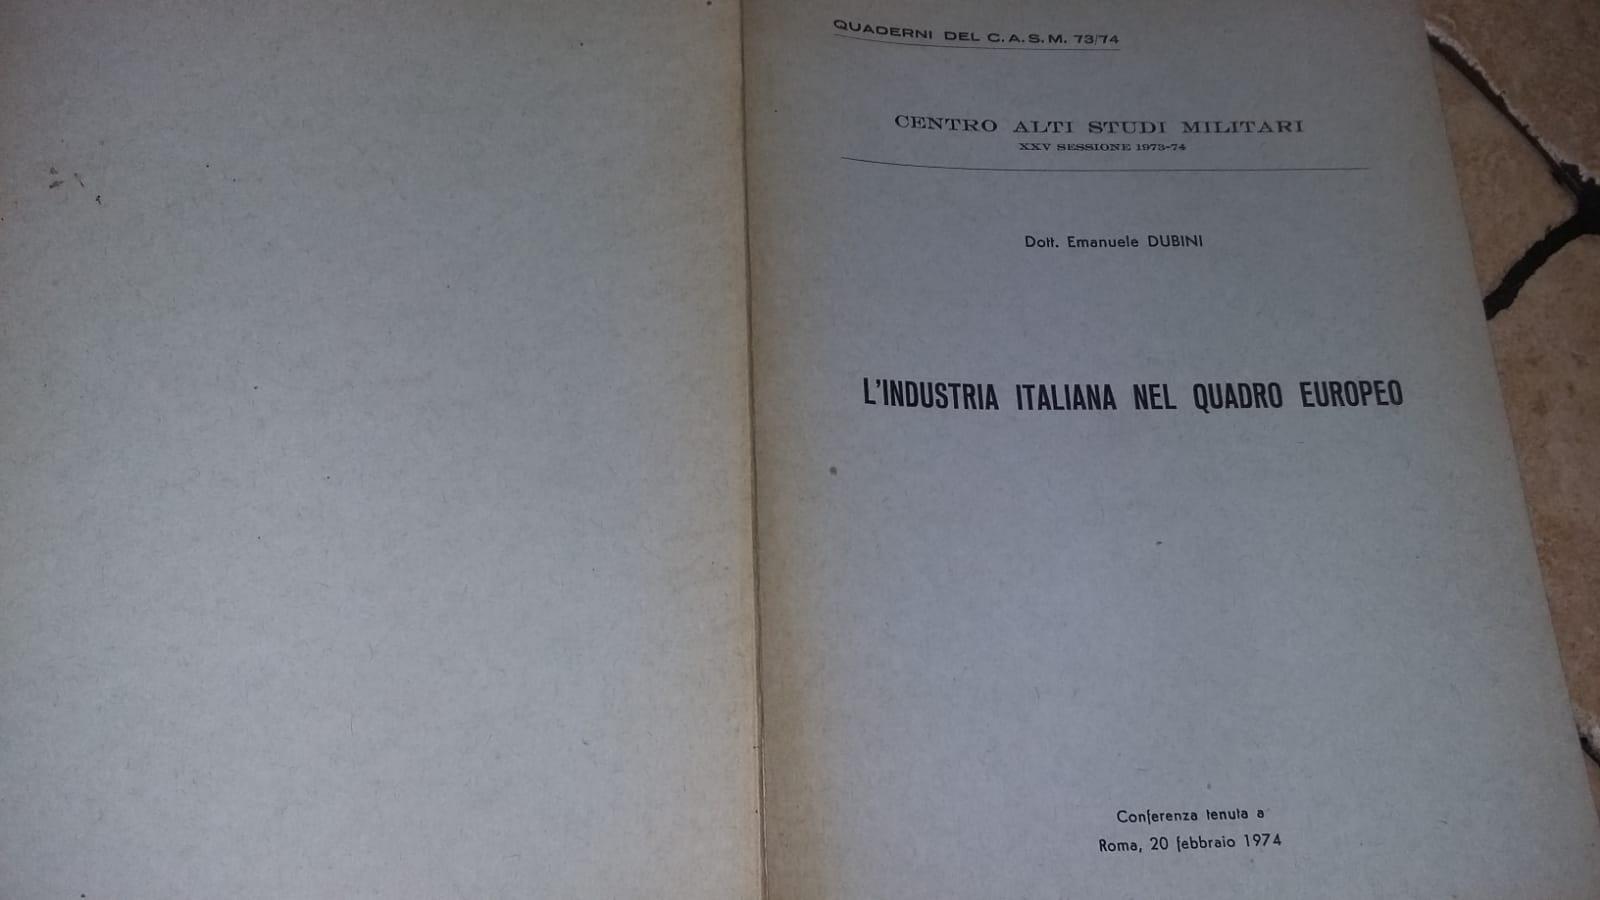 QUADERNI DEL C.A.S.M. 73/74
CENTRO ALTI STUDI MILITARI
XXV SESSIONE 1973-74
Dott. Emanuele DUBINI
L'INDUSTRIA ITALIANA NEL QUADRO EUROPEO
Conferenza tenuta a
Roma, 20 febbraio 1974